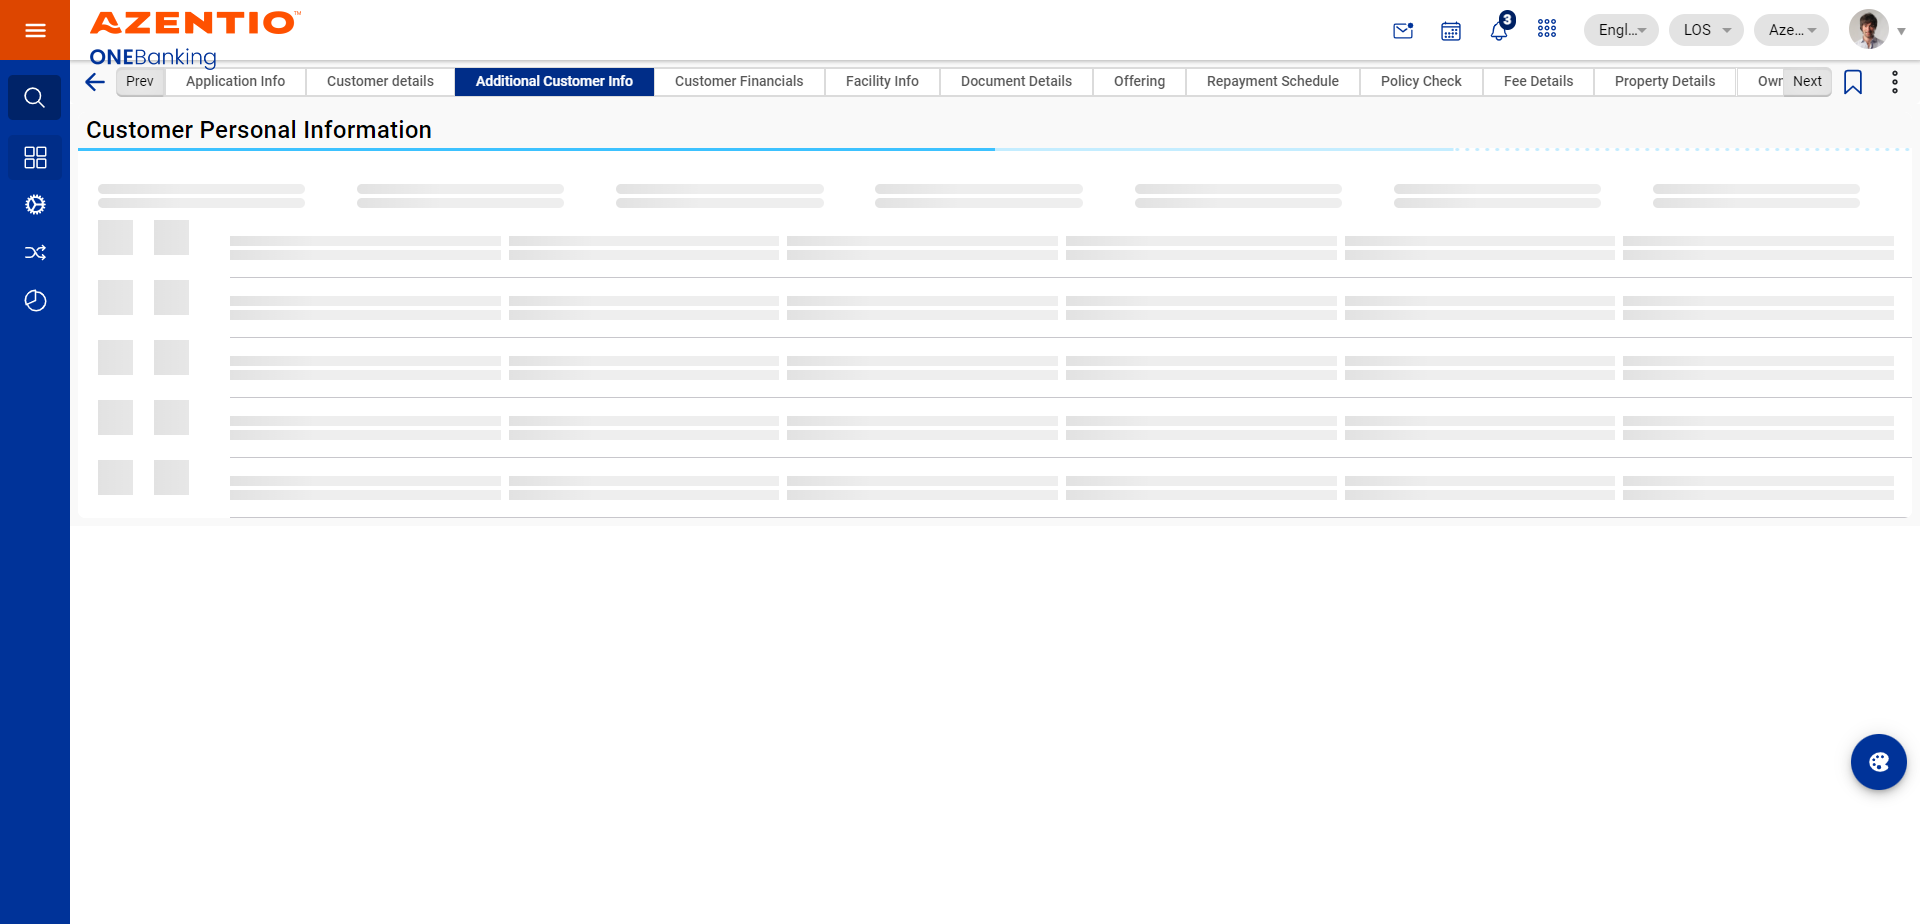 AZENTIO™
ONEBanking
3
Engl...
LOS
Aze...
Prev
Application Info
Customer details
Additional Customer Info
Customer Financials
Facility Info
Document Details
Offering
Repayment Schedule
Policy Check
Fee Details
Property Details
Own
Next
Customer Personal Information